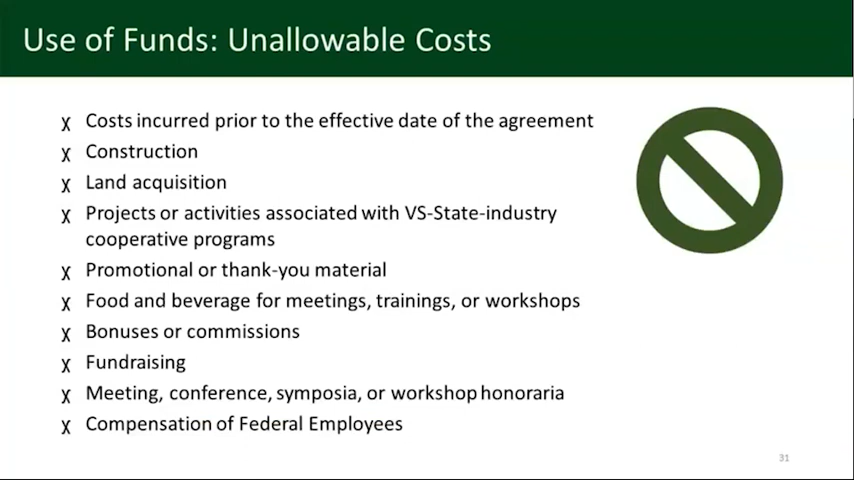 Use of Funds: Unallowable Costs
X Costs incurred prior to the effective date of the agreement
X Construction
X Land acquisition
X Projects or activities associated with VS-State-industry
cooperative programs
X Promotional or thank-you material
X Food and beverage for meetings, trainings, or workshops
X Bonuses or commissions
X Fundraising
X Meeting, conference, symposia, or workshop honoraria
X Compensation of Federal Employees
31